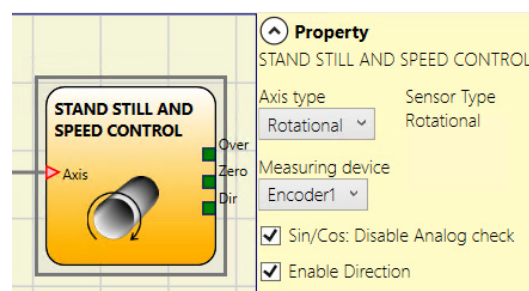 STAND STILL AND
SPEED CONTROL
Axis
Over
Zero
Dir
Property
STAND STILL AND SPEED CONTROL
Axis type
Sensor Type
Rotational
Rotational
Measuring device
Encoder1
Sin/Cos: Disable Analog check
Enable Direction